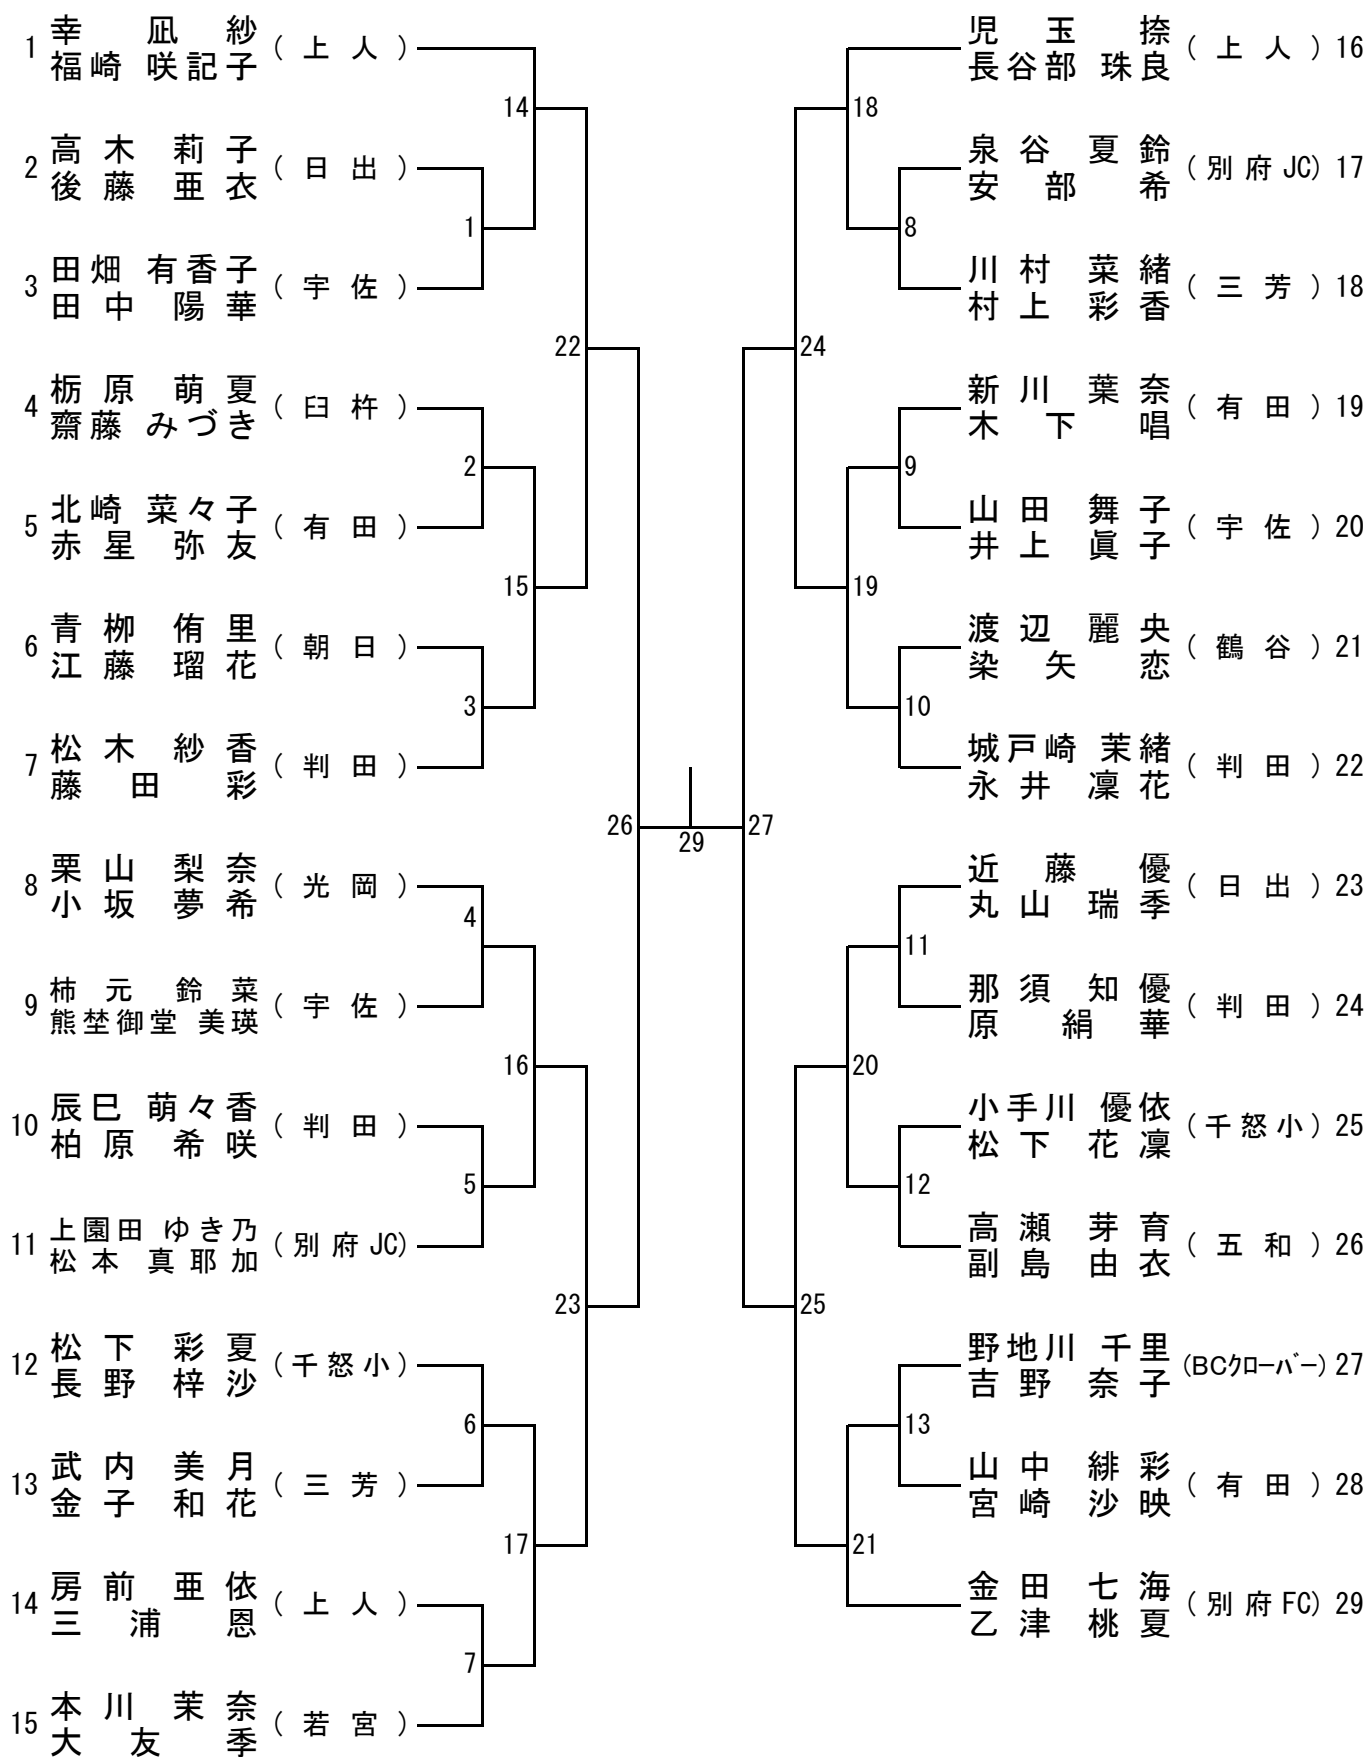 1 幸 凪 紗 (上人)
福崎 咲記子
2 高木 莉子 (日出)
後藤 亜衣
3 田畑 有香子 (宇佐)
田中 陽華
4 栃原 萌夏 (臼杵)
齋藤 みづき
5 北崎 菜々子 (有田)
赤星 弥友
6 青栁 侑里 (朝日)
江藤 瑠花
7 松木 紗香 (判田)
藤田 彩
8 栗山 梨奈 (光岡)
小坂 夢希
9 柿元 鈴菜 (宇佐)
熊埜御堂 美瑛
10 辰巳 萌々香 (判田)
柏原 希咲
11 上園田 ゆき乃 (別府JC)
松本 真耶加
12 松下 彩夏 (千怒小)
長野 梓沙
13 武内 美月 (三芳)
金子 和花
14 房前 亜依 (上人)
三浦 恩
15 本川 茉奈 (若宮)
大友 季
14
1
22
2
15
3
26
4
16
5
23
6
17
7
29
27
18
8
24
9
19
10
11
20
12
25
13
21
児玉 捺 (上人) 16
長谷部 珠良
泉谷 夏鈴 (別府JC) 17
安部 希
川村 菜緒 (三芳) 18
村上 彩香
新川 葉奈 (有田) 19
木下 唱
山田 舞子 (宇佐) 20
井上 眞子
渡辺 麗央 (鶴谷) 21
染矢 恋
城戸崎 茉緒 (判田) 22
永井 凜花
近藤 優 (日出) 23
丸山 瑞季
那須 知優 (判田) 24
原 絹華
小手川 優依 (千怒小) 25
松下 花凜
高瀬 芽育 (五和) 26
副島 由衣
野地川 千里 (BCクローバー) 27
吉野 奈子
山中 緋彩 (有田) 28
宮崎 沙映
金田 七海 (別府FC) 29
乙津 桃夏